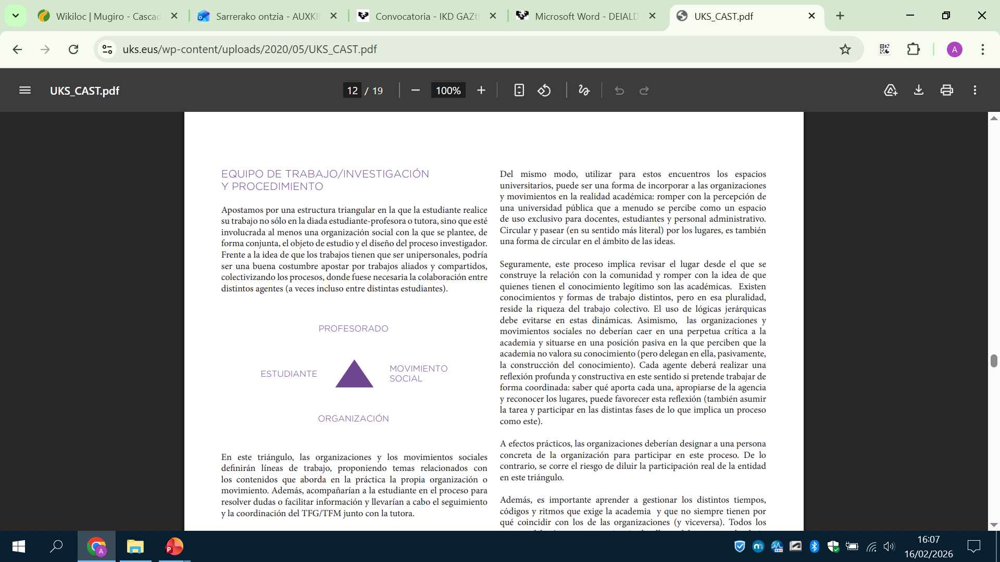 Wikiloc | Mugiro - Cascad
Sarrerako ontzia - AUXKI
Convocatoria - IKD GAZt
Microsoft Word - DEIALD
UKS_CAST.pdf
uks.eus/wp-content/uploads/2020/05/UKS_CAST.pdf
A
UKS_CAST.pdf
12 / 19
100%
EQUIPO DE TRABAJO/INVESTIGACIÓN
Y PROCEDIMIENTO
Apostamos por una estructura triangular en la que la estudiante realice
su trabajo no sólo en la diada estudiante-profesora o tutora, sino que esté
involucrada al menos una organización social con la que se plantee, de
forma conjunta, el objeto de estudio y el diseño del proceso investigador.
Frente a la idea de que los trabajos tienen que ser unipersonales, podría
ser una buena costumbre apostar por trabajos aliados y compartidos,
colectivizando los procesos, donde fuese necesaria la colaboración entre
distintos agentes (a veces incluso entre distintas estudiantes).
PROFESORADO
ESTUDIANTE
MOVIMIENTO
SOCIAL
ORGANIZACIÓN
En este triángulo, las organizaciones y los movimientos sociales
definirán líneas de trabajo, proponiendo temas relacionados con
los contenidos que aborda en la práctica la propia organización o
movimiento. Además, acompañarían a la estudiante en el proceso para
resolver dudas o facilitar información y llevarían a cabo el seguimiento
y la coordinación del TFG/TFM junto con la tutora.
Del mismo modo, utilizar para estos encuentros los espacios
universitarios, puede ser una forma de incorporar a las organizaciones
y movimientos en la realidad académica: romper con la percepción de
una universidad pública que a menudo se percibe como un espacio
de uso exclusivo para docentes, estudiantes y personal administrativo.
Circular y pasear (en su sentido más literal) por los lugares, es también
una forma de circular en el ámbito de las ideas.
Seguramente, este proceso implica revisar el lugar desde el que se
construye la relación con la comunidad y romper con la idea de que
quienes tienen el conocimiento legítimo son las académicas. Existen
conocimientos y formas de trabajo distintos, pero en esa pluralidad,
reside la riqueza del trabajo colectivo. El uso de lógicas jerárquicas
debe evitarse en estas dinámicas. Asimismo, las organizaciones y
movimientos sociales no deberían caer en una perpetua crítica a la
academia y situarse en una posición pasiva en la que perciben que la
academia no valora su conocimiento (pero delegan en ella, pasivamente,
la construcción del conocimiento). Cada agente deberá realizar una
reflexión profunda y constructiva en este sentido si pretende trabajar de
forma coordinada: saber qué aporta cada una, apropiarse de la agencia
y reconocer los lugares, puede favorecer esta reflexión (también asumir
la tarea y participar en las distintas fases de lo que implica un proceso
como este).
A efectos prácticos, las organizaciones deberían designar a una persona
concreta de la organización para participar en este proceso. De lo
contrario, se corre el riesgo de diluir la participación real de la entidad
en este triángulo.
Además, es importante aprender a gestionar los distintos tiempos,
códigos y ritmos que exige la academia y que no siempre tienen por
qué coincidir con los de las organizaciones (y viceversa). Todos los
16:07
16/02/2026